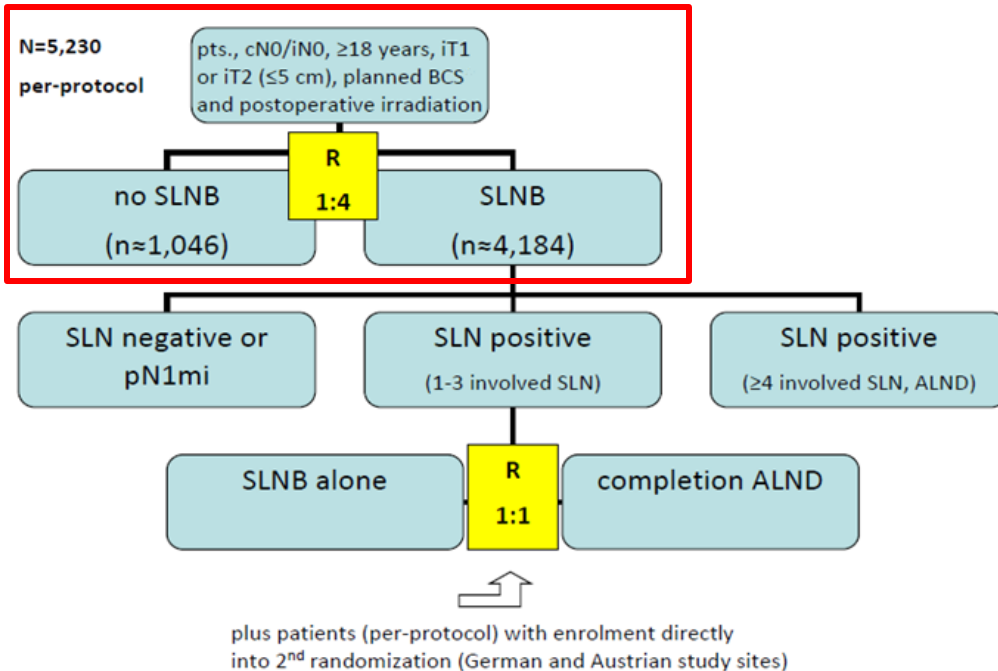 N=5,230
per-protocol
pts., cN0/iN0, ≥18 years, iT1
or iT2 (≤5 cm), planned BCS
and postoperative irradiation
R
1:4
no SLNB
(n≈1,046)
SLNB
(n≈4,184)
SLN negative or
pN1mi
SLN positive
(1-3 involved SLN)
SLN positive
(≥4 involved SLN, ALND)
SLNB alone
R
1:1
completion ALND
plus patients (per-protocol) with enrolment directly
into 2nd randomization (German and Austrian study sites)